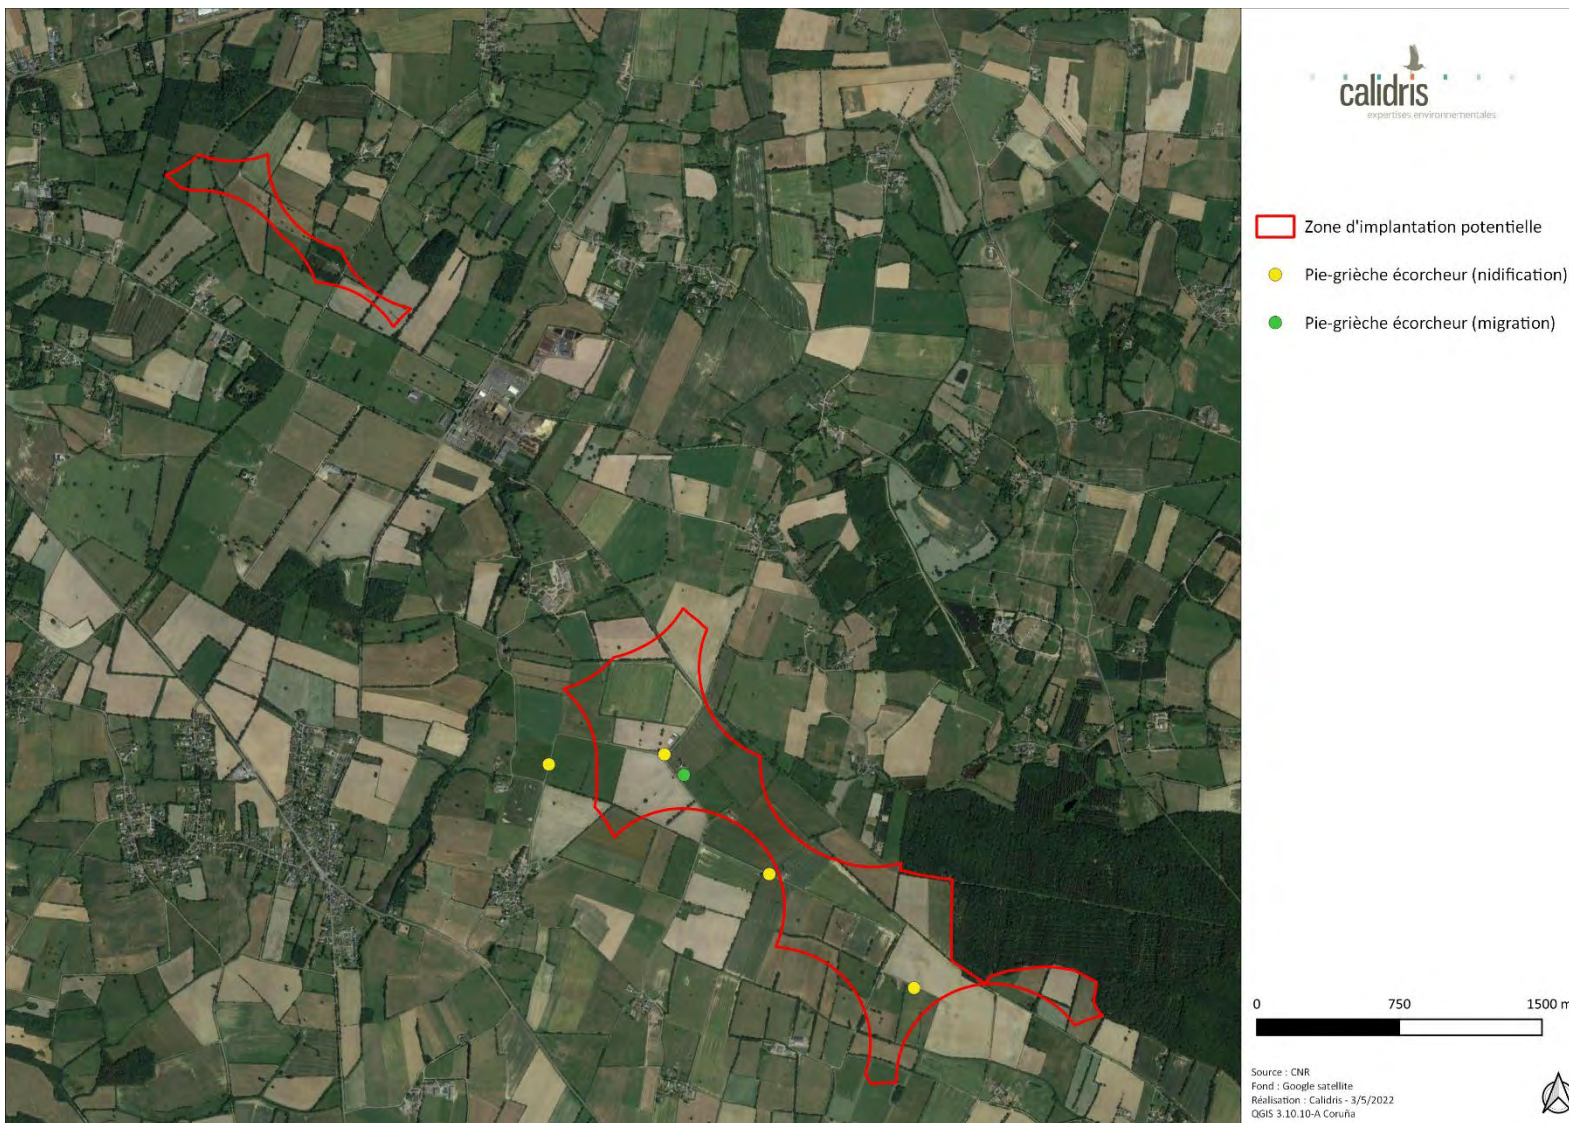 calidris
expertises environnementales
Zone d'implantation potentielle
Pie-grièche écorcheur (nidification)
Pie-grièche écorcheur (migration)
0 750 1500 m
Source : CNR
Fond : Google satellite
Réalisation : Calidris - 3/5/2022
QGIS 3.10.10-A Coruña